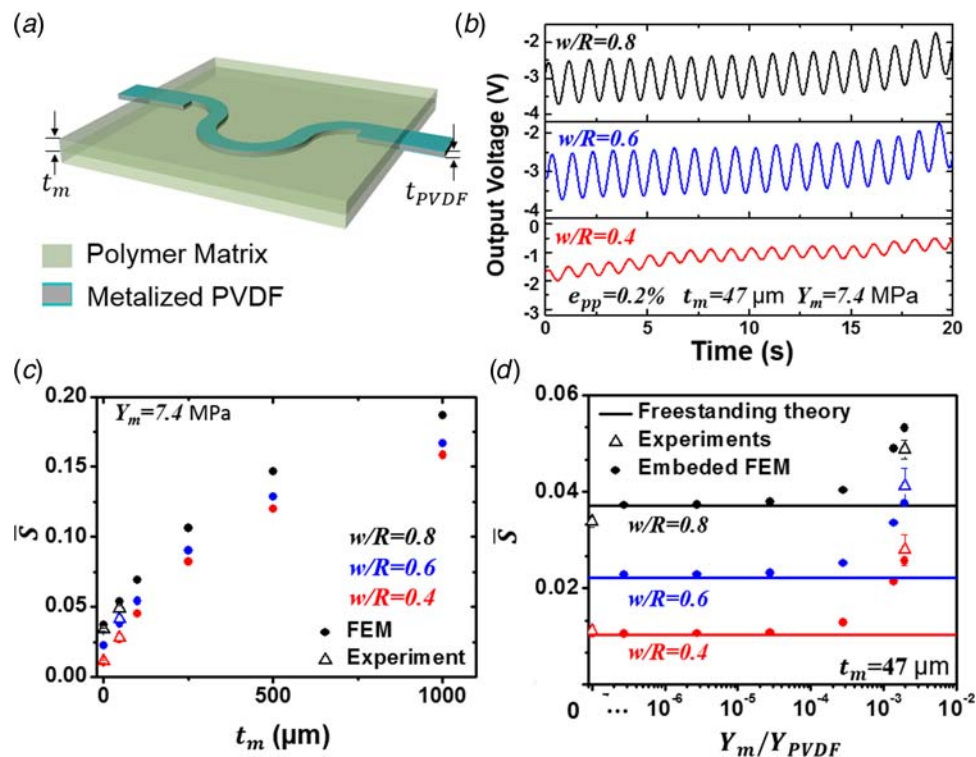 (a)
t_m
t_PVDF
Polymer Matrix
Metalized PVDF
(b)
Output Voltage (V)
w/R=0.8
-2
-3
-4
w/R=0.6
-2
-3
-4
w/R=0.4
0
-1
-2
-3
e_pp=0.2% t_m=47 μm Y_m=7.4 MPa
0 5 10 15 20
Time (s)
(c)
Y_m=7.4 MPa
S̅
0.20
0.15
0.10
0.05
0.00
w/R=0.8
w/R=0.6
w/R=0.4
FEM
Experiment
0 500 1000
t_m (μm)
(d)
Freestanding theory
Experiments
Embeded FEM
S̅
0.06
0.04
0.02
w/R=0.8
w/R=0.6
w/R=0.4
t_m=47 μm
0 ... 10⁻⁶ 10⁻⁵ 10⁻⁴ 10⁻³ 10⁻²
Y_m/Y_PVDF